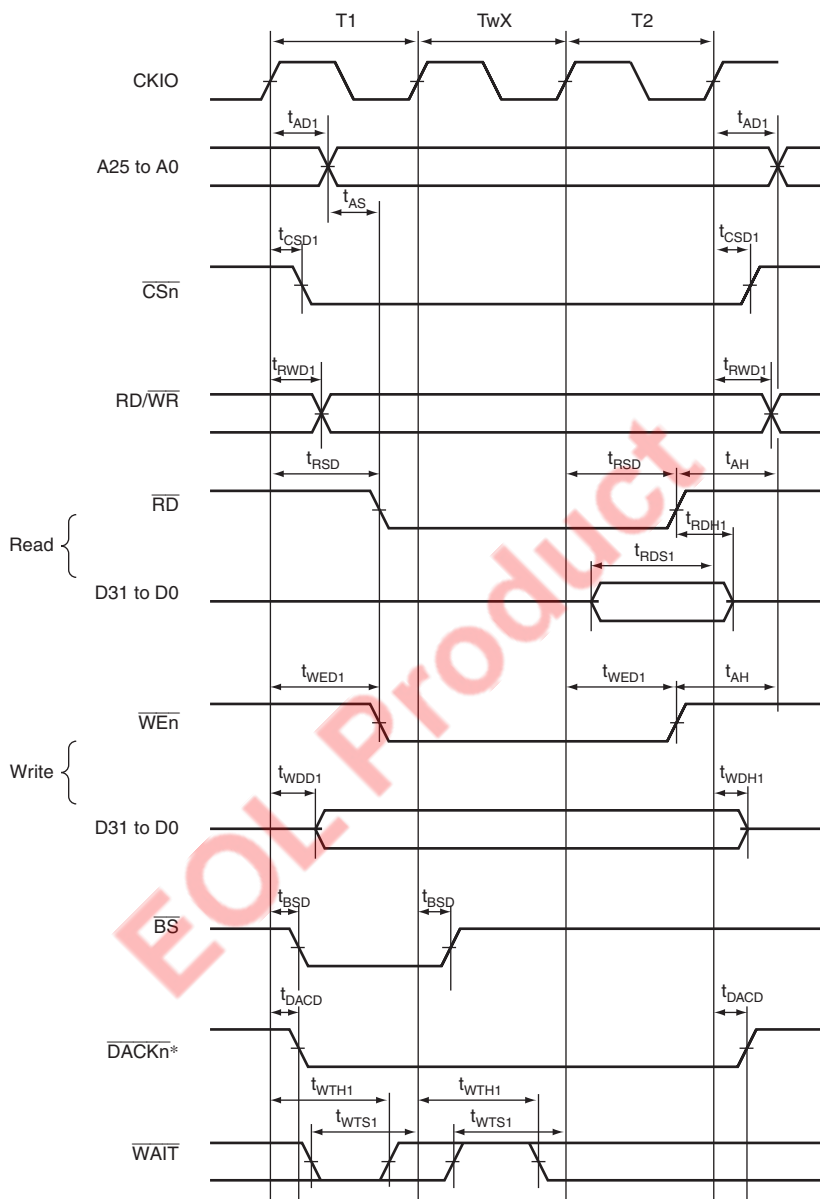 T1 TwX T2
CKIO
tAD1 tAD1
A25 to A0
tAS
tCSD1 tCSD1
CSn
tRWD1 tRWD1
RD/WR
tRSD tRSD tAH
RD
tRDH1
Read
tRDS1
D31 to D0
tWED1 tWED1 tAH
WEn
Write
tWDD1 tWDH1
D31 to D0
tBSD tBSD
BS
tDACD tDACD
DACKn*
tWTH1 tWTH1
tWTS1 tWTS1
WAIT
EOL Product